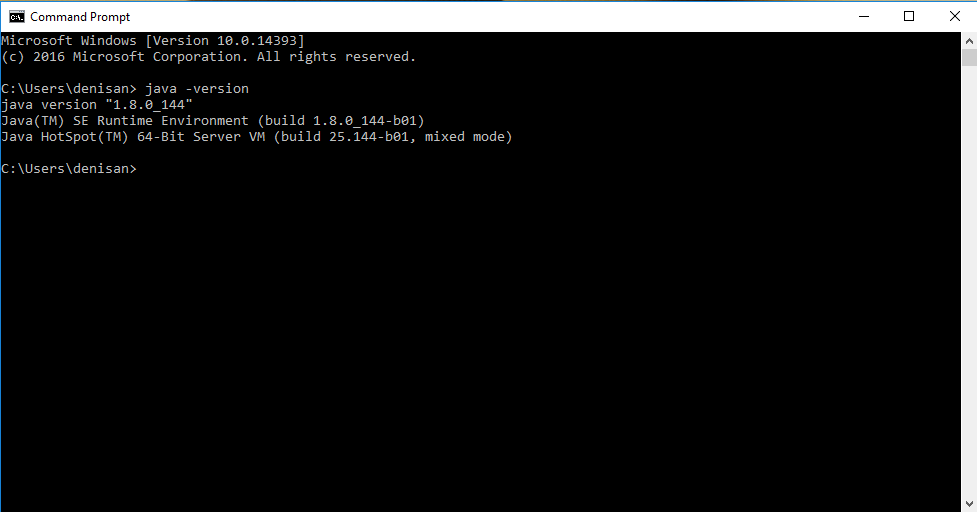 Command Prompt
Microsoft Windows [Version 10.0.14393]
(c) 2016 Microsoft Corporation. All rights reserved.
C:\Users\denisan> java -version
java version "1.8.0_144"
Java(TM) SE Runtime Environment (build 1.8.0_144-b01)
Java HotSpot(TM) 64-Bit Server VM (build 25.144-b01, mixed mode)
C:\Users\denisan>